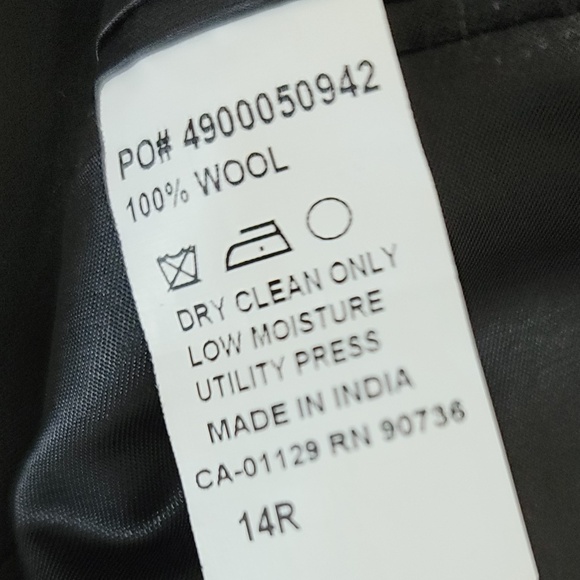 PO# 4900050942
100% WOOL
DRY CLEAN ONLY
LOW MOISTURE
UTILITY PRESS
MADE IN INDIA
CA-01129 RN 90736
14R